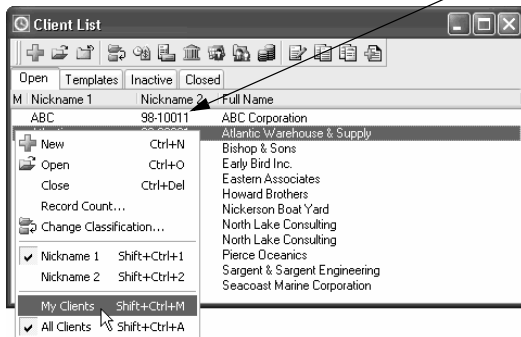 Client List
Open Templates Inactive Closed
M Nickname 1 Nickname 2 Full Name
ABC 98-10011 ABC Corporation
Atlantic Warehouse & Supply
Bishop & Sons
Early Bird Inc.
Eastern Associates
Howard Brothers
Nickerson Boat Yard
North Lake Consulting
North Lake Consulting
Pierce Oceanics
Sargent & Sargent Engineering
Seacoast Marine Corporation
New Ctrl+N
Open Ctrl+O
Close Ctrl+Del
Record Count...
Change Classification...
Nickname 1 Shift+Ctrl+1
Nickname 2 Shift+Ctrl+2
My Clients Shift+Ctrl+M
All Clients Shift+Ctrl+A